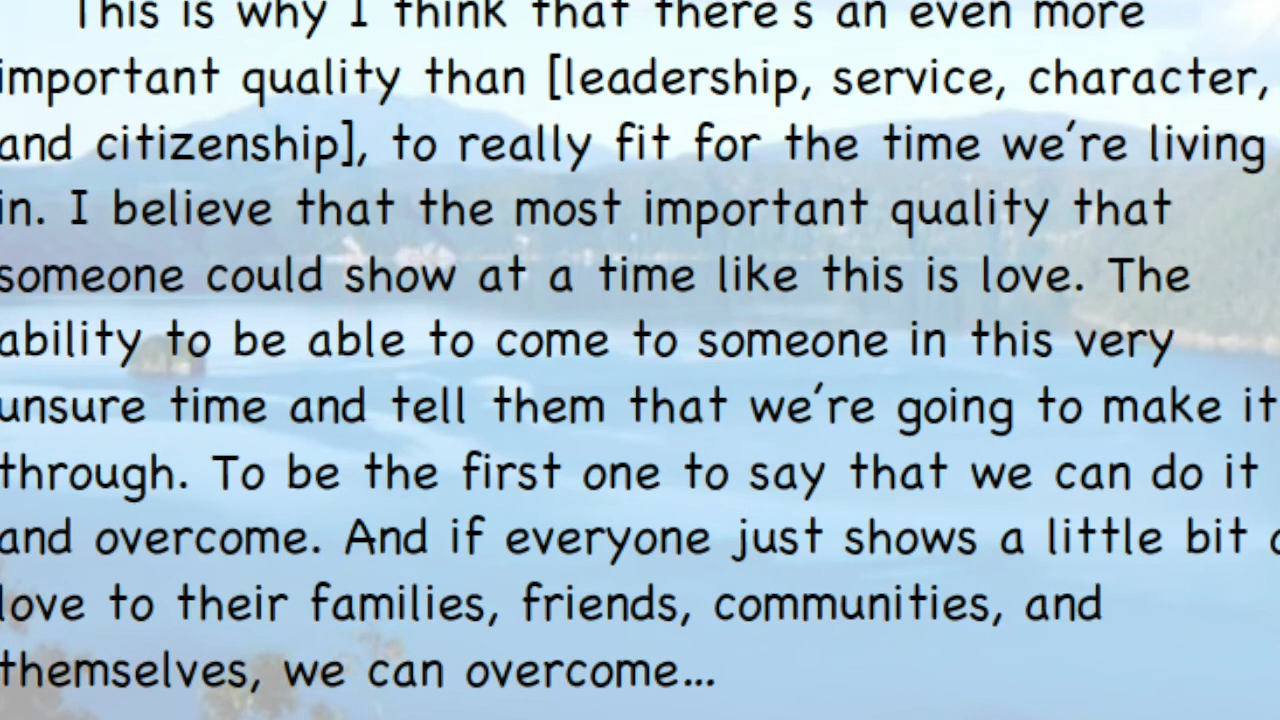 This is why I think that there's an even more
important quality than [leadership, service, character,
and citizenship], to really fit for the time we're living
in. I believe that the most important quality that
someone could show at a time like this is love. The
ability to be able to come to someone in this very
unsure time and tell them that we're going to make it
through. To be the first one to say that we can do it
and overcome. And if everyone just shows a little bit
love to their families, friends, communities, and
themselves, we can overcome...